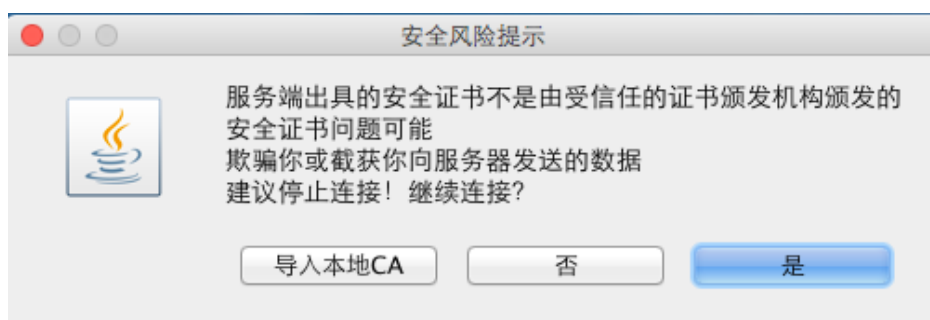 安全风险提示
服务端出具的安全证书不是由受信任的证书颁发机构颁发的
安全证书问题可能
欺骗你或截获你向服务器发送的数据
建议停止连接！继续连接？
导入本地CA 否 是